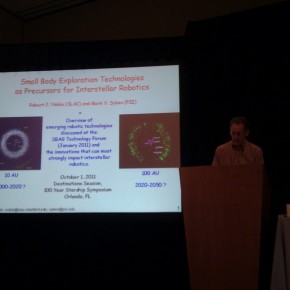 Small Body Exploration Technologies
as Precursors for Interstellar Robotics
Robert J. Noble (SLAC) and Mark V. Sykes (PSI)
Overview of
emerging robotic technologies
discussed at the
SBAG Technology Forum
(January 2011) and
the innovations that can most
strongly impact interstellar
robotics.
10 AU
100 AU
2000-2020 ?
2020-2050 ?
October 1, 2011
Destinations Session,
100 Year Starship Symposium
Orlando, FL
1